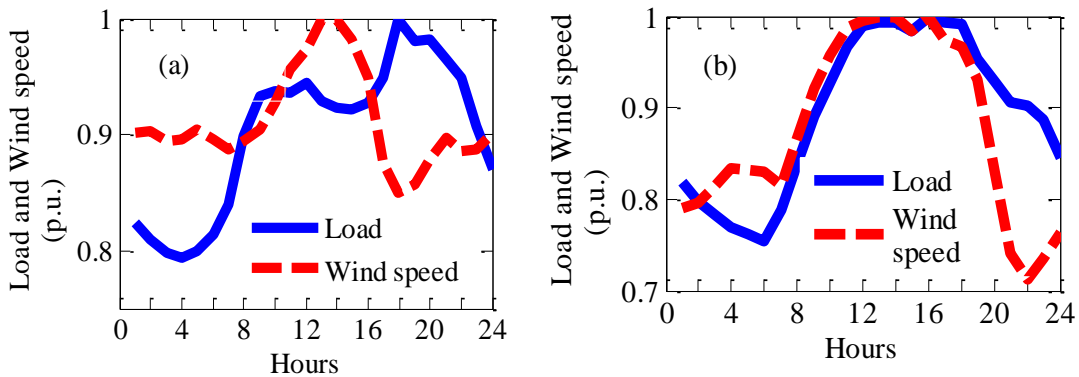 Load and Wind speed
(p.u.)
(a)
1
0.9
0.8
Load
Wind speed
0 4 8 12 16 20 24
Hours
Load and Wind speed
(p.u.)
(b)
1
0.9
0.8
0.7
Load
Wind
speed
0 4 8 12 16 20 24
Hours